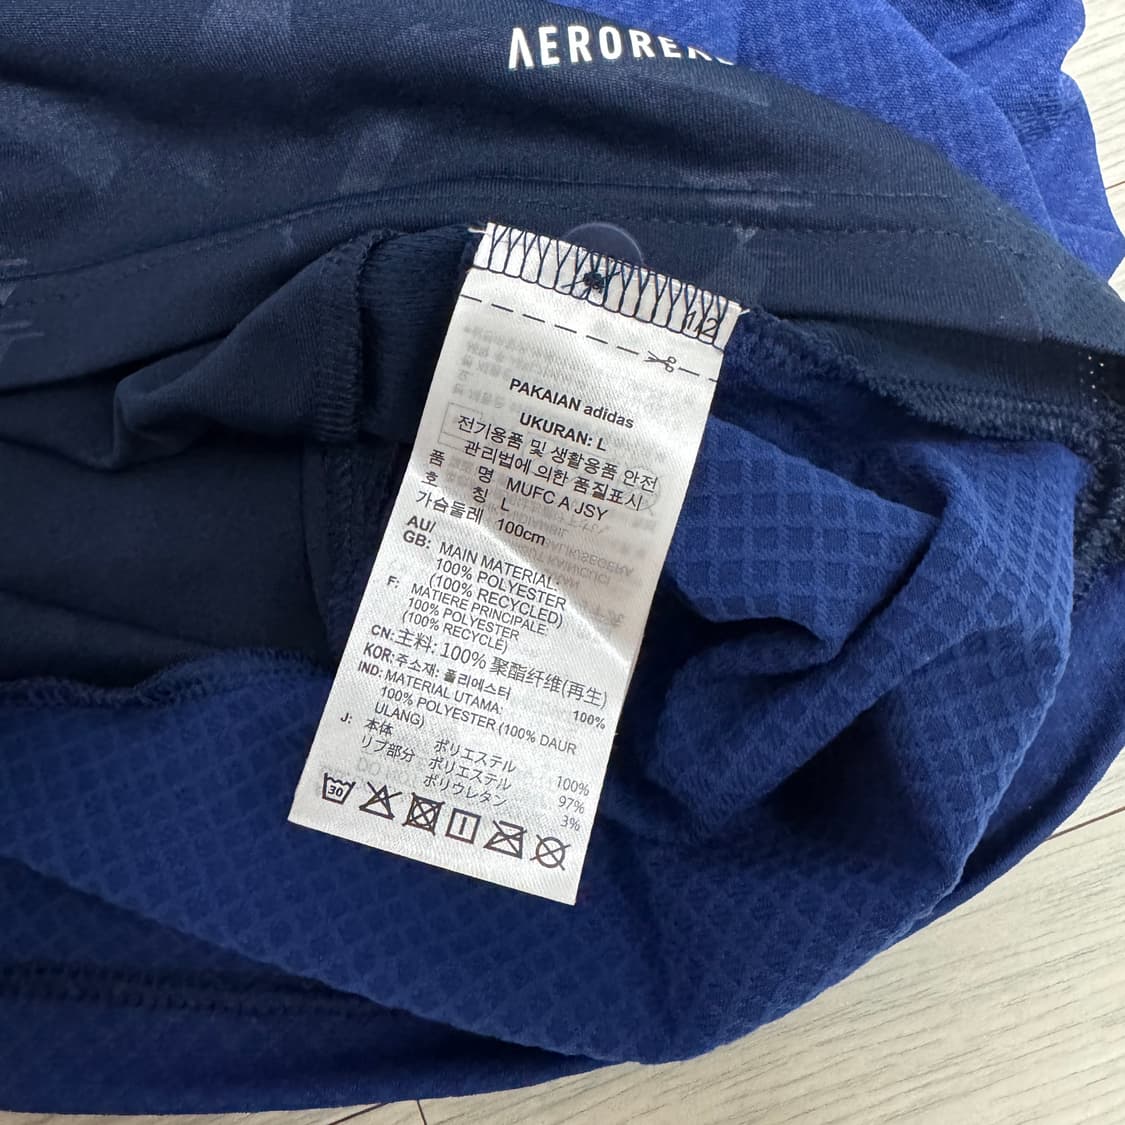 AEROREA
1/2
PAKAIAN adidas
UKURAN: L
전기용품 및 생활용품 안전
관리법에 의한 품질표시
품 명 MUFC A JSY
호 칭 L
가슴둘레 100cm
AU/
GB: MAIN MATERIAL:
100% POLYESTER
(100% RECYCLED)
F: MATIERE PRINCIPALE:
100% POLYESTER
(100% RECYCLE)
CN: 主料: 100% 聚酯纤维(再生)
KOR: 주소재: 폴리에스터 100%
IND: MATERIAL UTAMA:
100% POLYESTER (100% DAUR
ULANG)
J: 本体 ポリエステル 100%
リブ部分 ポリエステル 97%
ポリウレタン 3%
30